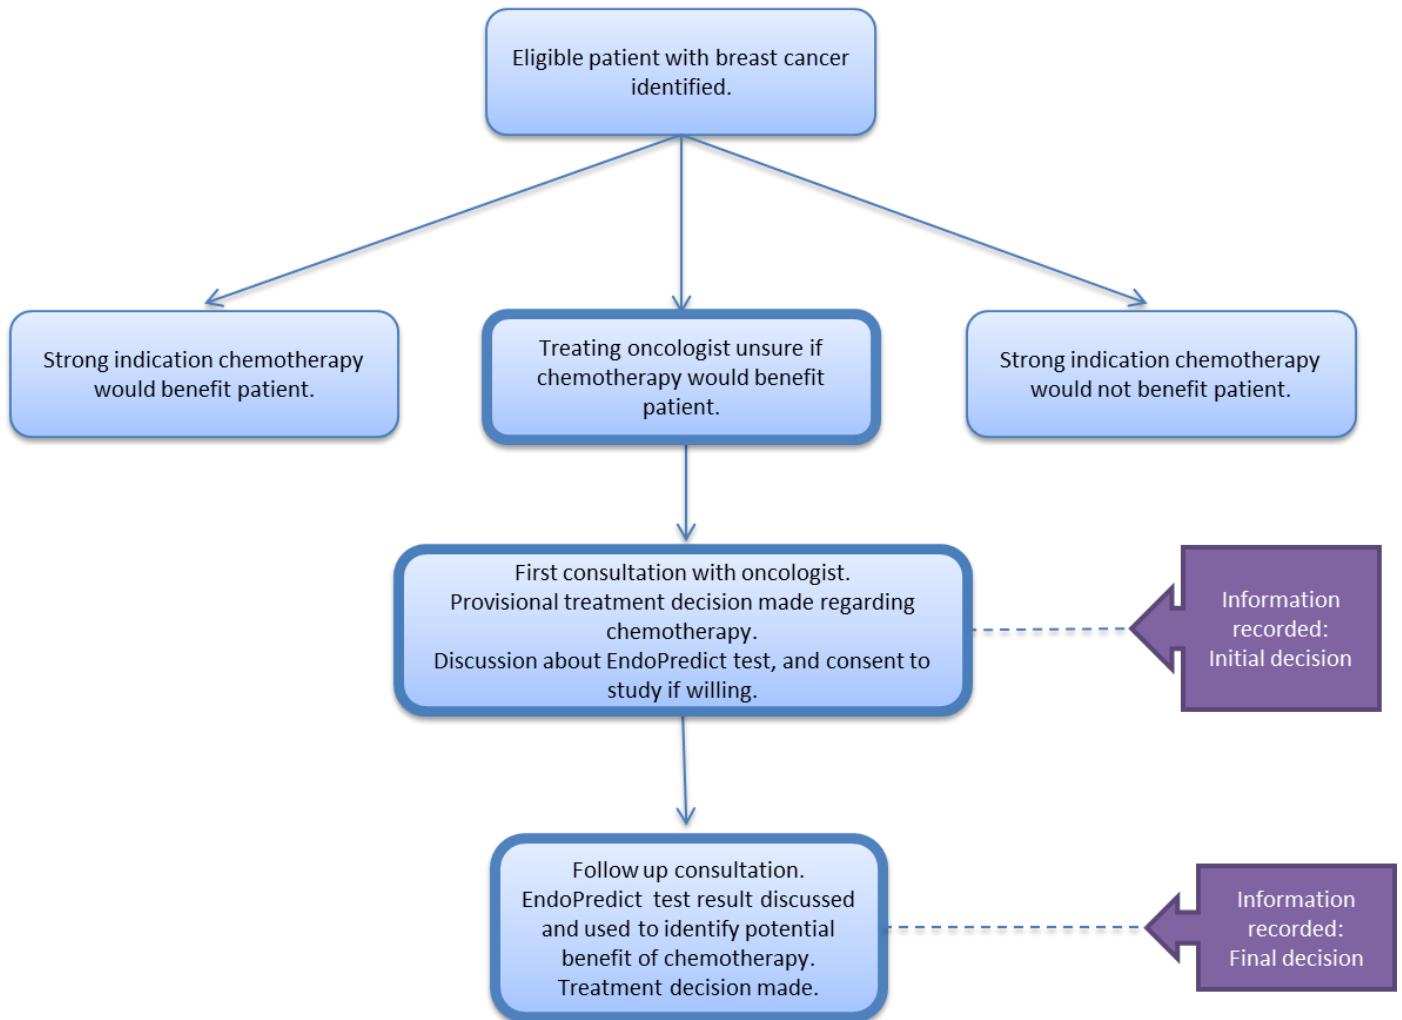 Eligible patient with breast cancer
identified.
Strong indication chemotherapy
would benefit patient.
Treating oncologist unsure if
chemotherapy would benefit
patient.
Strong indication chemotherapy
would not benefit patient.
First consultation with oncologist.
Provisional treatment decision made regarding
chemotherapy.
Discussion about EndoPredict test, and consent to
study if willing.
Information
recorded:
Initial decision
Follow up consultation.
EndoPredict test result discussed
and used to identify potential
benefit of chemotherapy.
Treatment decision made.
Information
recorded:
Final decision